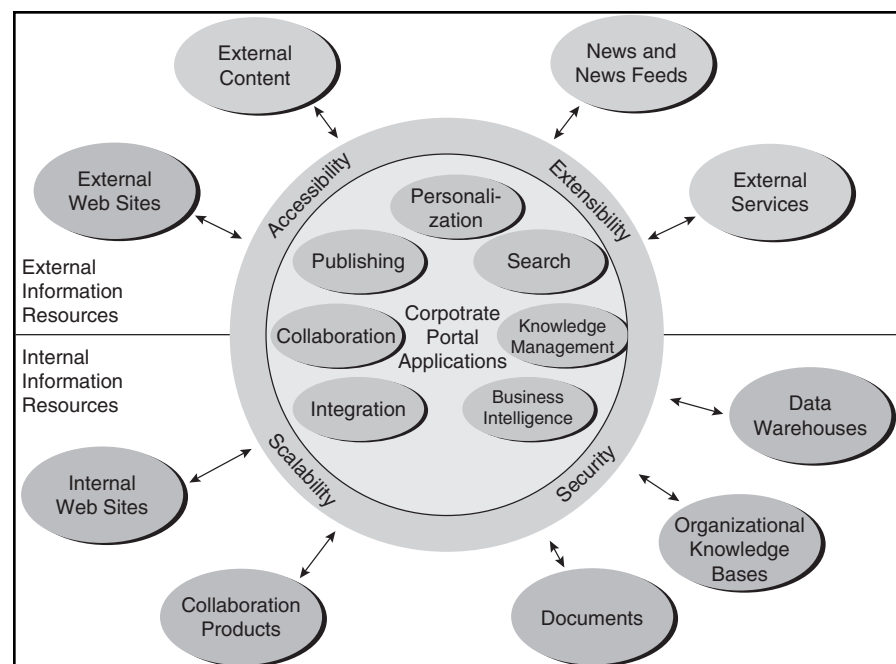 External
Content
News and
News Feeds
External
Web Sites
External
Services
Accessibility
Extensibility
Personali-
zation
Publishing
Search
External
Information
Resources
Collaboration
Corpotrate
Portal
Applications
Knowledge
Management
Internal
Information
Resources
Integration
Business
Intelligence
Data
Warehouses
Scalability
Security
Internal
Web Sites
Organizational
Knowledge
Bases
Collaboration
Products
Documents